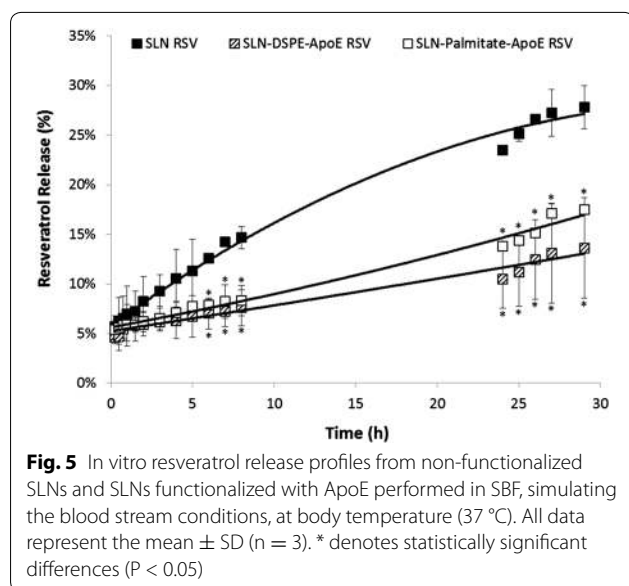 35%
■ SLN RSV ▨ SLN-DSPE-ApoE RSV □ SLN-Palmitate-ApoE RSV
30%
25%
20%
15%
10%
5%
0%
Resveratrol Release (%)
* * * * *
* * *
* * *
* * * * *
0 5 10 15 20 25 30
Time (h)
Fig. 5 In vitro resveratrol release profiles from non-functionalized
SLNs and SLNs functionalized with ApoE performed in SBF, simulating
the blood stream conditions, at body temperature (37 °C). All data
represent the mean ± SD (n = 3). * denotes statistically significant
differences (P < 0.05)